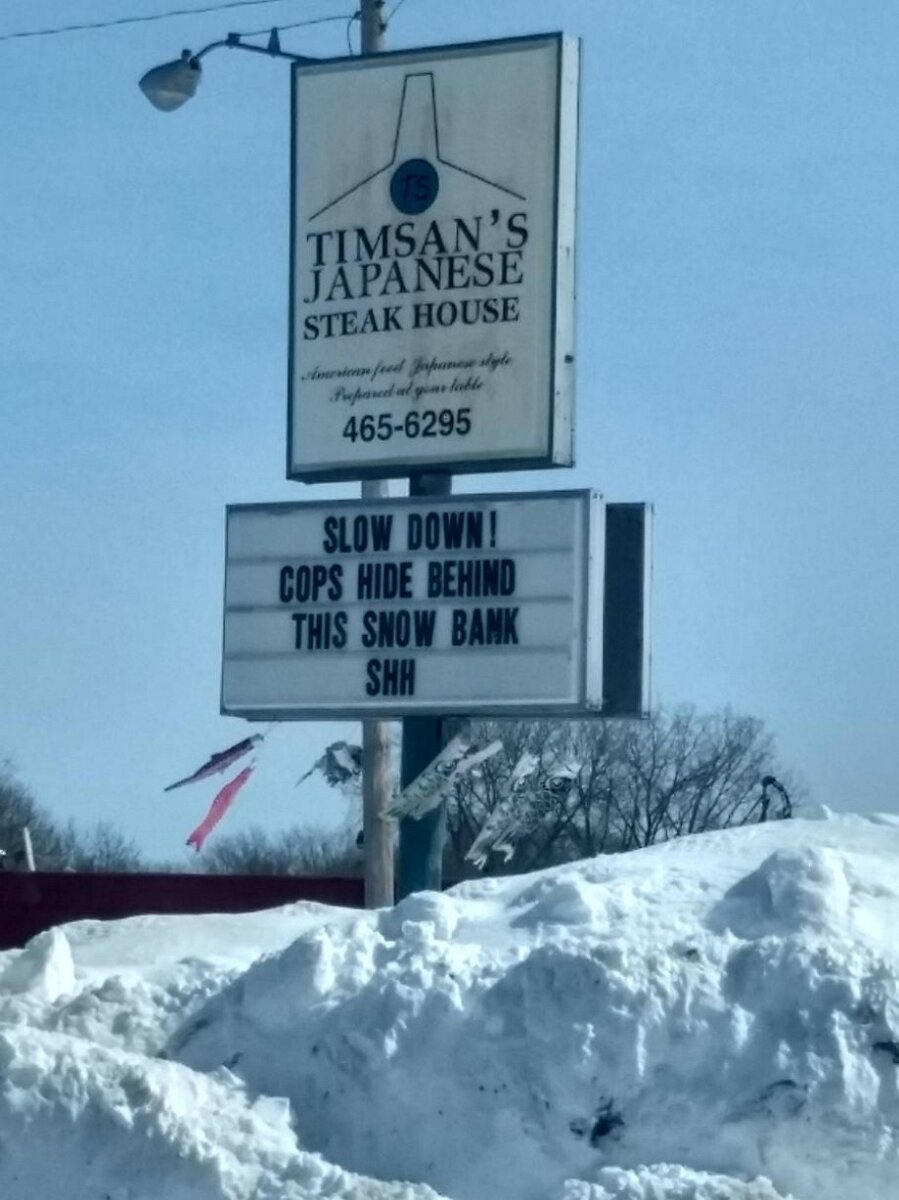 TS
TIMSAN'S
JAPANESE
STEAK HOUSE
American food Japanese style
Prepared at your table
465-6295
SLOW DOWN!
COPS HIDE BEHIND
THIS SNOW BANK
SHH